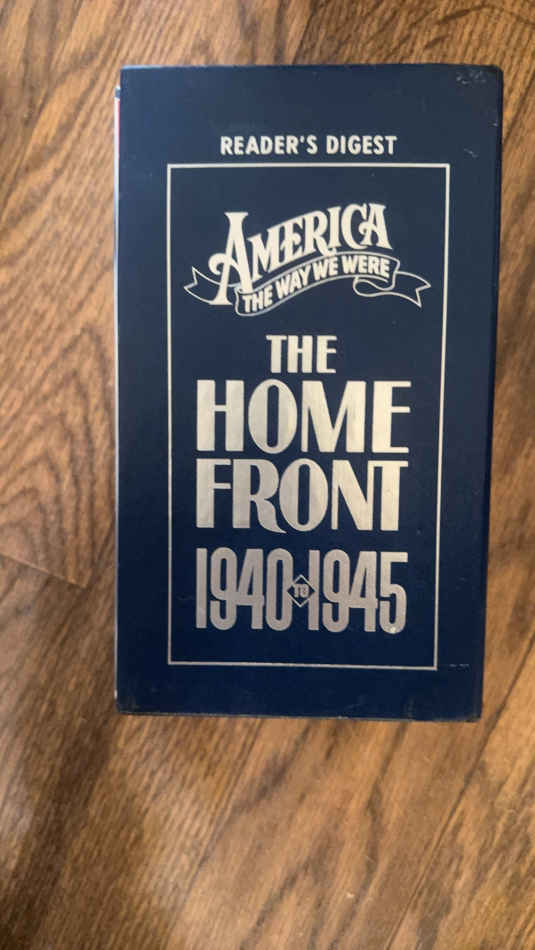 READER'S DIGEST
AMERICA
THE WAY WE WERE
THE
HOME
FRONT
1940 TO 1945